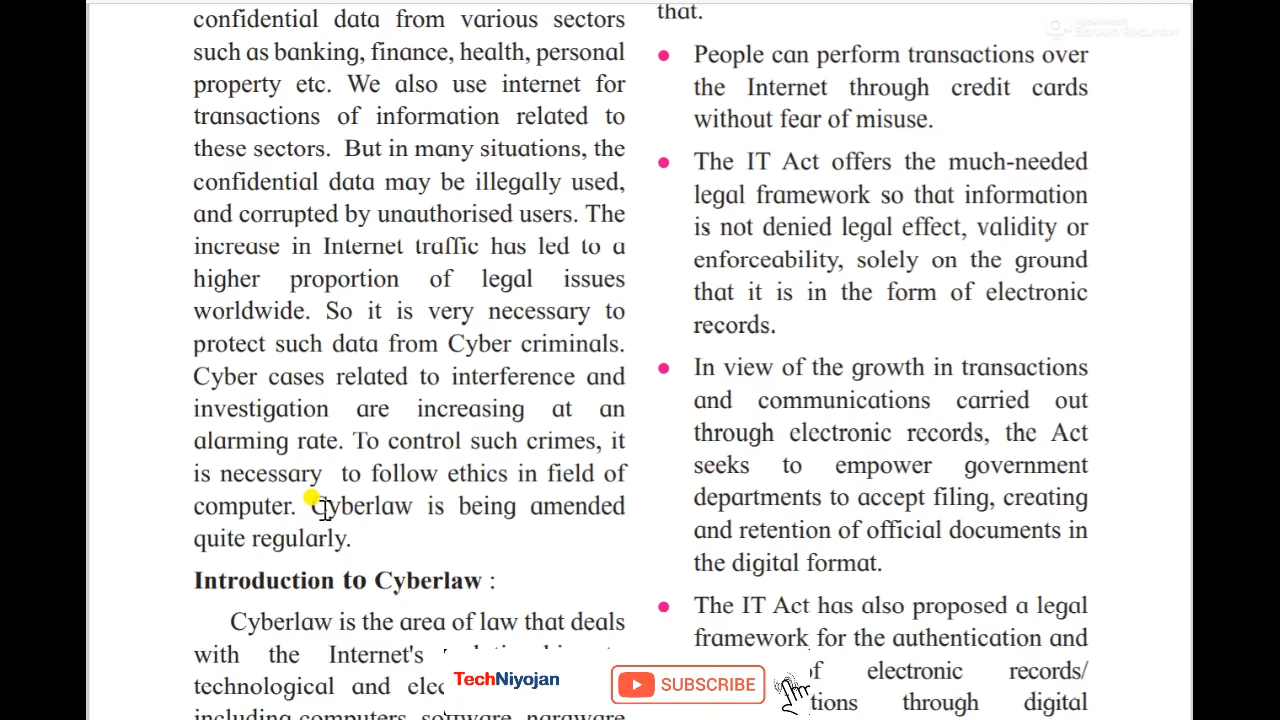 confidential data from various sectors
such as banking, finance, health, personal
property etc. We also use internet for
transactions of information related to
these sectors. But in many situations, the
confidential data may be illegally used,
and corrupted by unauthorised users. The
increase in Internet traffic has led to a
higher proportion of legal issues
worldwide. So it is very necessary to
protect such data from Cyber criminals.
Cyber cases related to interference and
investigation are increasing at an
alarming rate. To control such crimes, it
is necessary to follow ethics in field of
computer. Cyberlaw is being amended
quite regularly.
Introduction to Cyberlaw :
Cyberlaw is the area of law that deals
with the Internet's
technological and
including computers, software, hardware
that.
• People can perform transactions over
the Internet through credit cards
without fear of misuse.
• The IT Act offers the much-needed
legal framework so that information
is not denied legal effect, validity or
enforceability, solely on the ground
that it is in the form of electronic
records.
• In view of the growth in transactions
and communications carried out
through electronic records, the Act
seeks to empower government
departments to accept filing, creating
and retention of official documents in
the digital format.
• The IT Act has also proposed a legal
framework for the authentication and
electronic records/
through digital
TechNiyojan
SUBSCRIBE
Screen Recorder